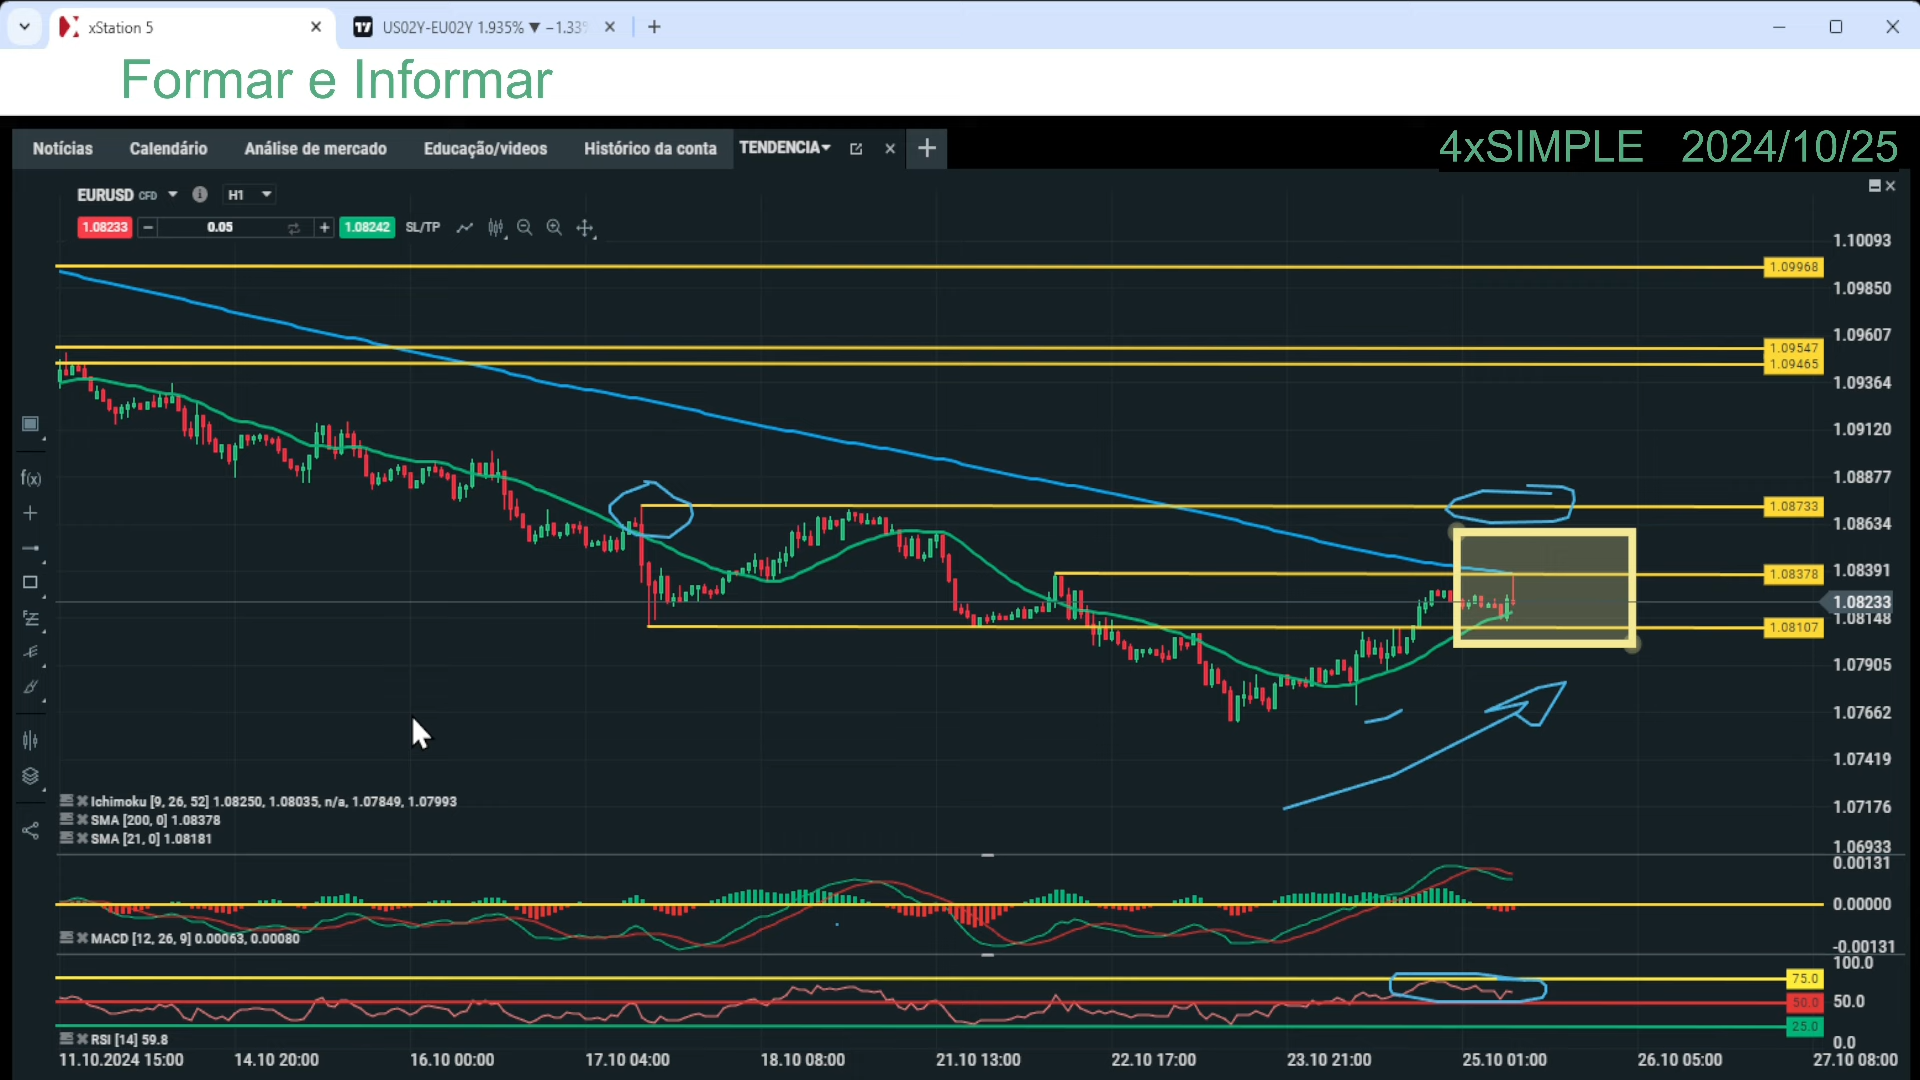 xStation 5
US02Y-EU02Y 1.935% ▼ −1.33%
Formar e Informar
Notícias Calendário Análise de mercado Educação/videos Histórico da conta TENDENCIA
4xSIMPLE 2024/10/25
EURUSD CFD H1
1.08233 0.05 1.08242 SL/TP
1.10093
1.09968
1.09850
1.09607
1.09547
1.09465
1.09364
1.09120
1.08877
1.08733
1.08634
1.08391
1.08378
1.08233
1.08148
1.08107
1.07905
1.07662
1.07419
1.07176
1.06933
f(x)
Ichimoku [9, 26, 52] 1.08250, 1.08035, n/a, 1.07849, 1.07993
SMA [200, 0] 1.08378
SMA [21, 0] 1.08181
0.00131
0.00000
-0.00131
MACD [12, 26, 9] 0.00063, 0.00080
100.0
75.0
50.0 50.0
25.0
0.0
RSI [14] 59.8
11.10.2024 15:00 14.10 20:00 16.10 00:00 17.10 04:00 18.10 08:00 21.10 13:00 22.10 17:00 23.10 21:00 25.10 01:00 26.10 05:00 27.10 08:00